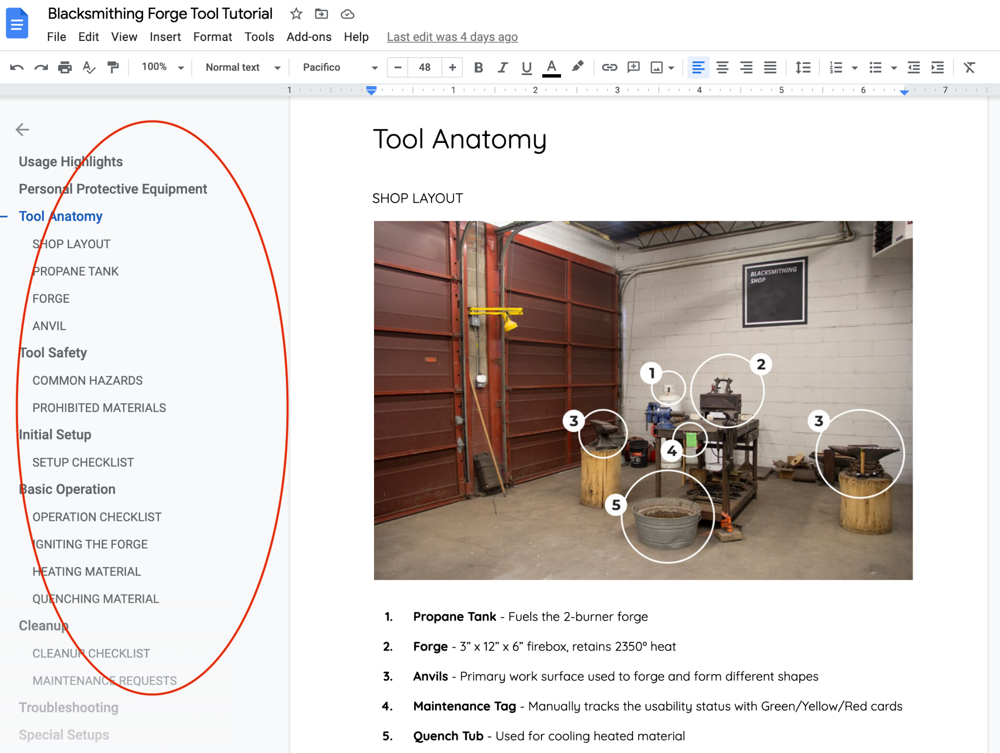 Blacksmithing Forge Tool Tutorial
File Edit View Insert Format Tools Add-ons Help Last edit was 4 days ago
100% Normal text Pacifico 48 B I U A
1 1 2 3 4 5 6 7
Usage Highlights
Personal Protective Equipment
Tool Anatomy
SHOP LAYOUT
PROPANE TANK
FORGE
ANVIL
Tool Safety
COMMON HAZARDS
PROHIBITED MATERIALS
Initial Setup
SETUP CHECKLIST
Basic Operation
OPERATION CHECKLIST
IGNITING THE FORGE
HEATING MATERIAL
QUENCHING MATERIAL
Cleanup
CLEANUP CHECKLIST
MAINTENANCE REQUESTS
Troubleshooting
Special Setups
Tool Anatomy
SHOP LAYOUT
BLACKSMITHING
SHOP
1
2
3
3
4
5
1. Propane Tank - Fuels the 2-burner forge
2. Forge - 3” x 12” x 6” firebox, retains 2350° heat
3. Anvils - Primary work surface used to forge and form different shapes
4. Maintenance Tag - Manually tracks the usability status with Green/Yellow/Red cards
5. Quench Tub - Used for cooling heated material